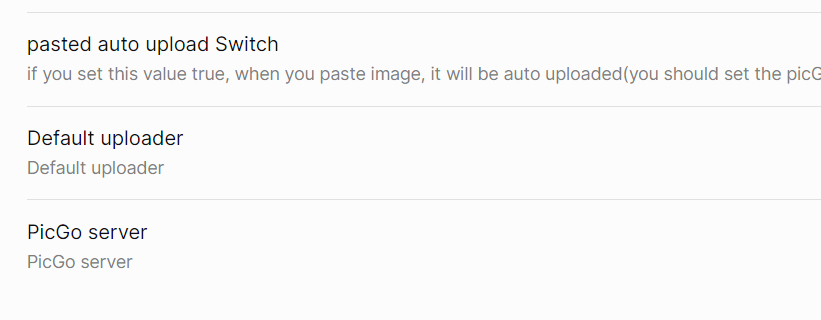 pasted auto upload Switch
if you set this value true, when you paste image, it will be auto uploaded(you should set the picG
Default uploader
Default uploader
PicGo server
PicGo server